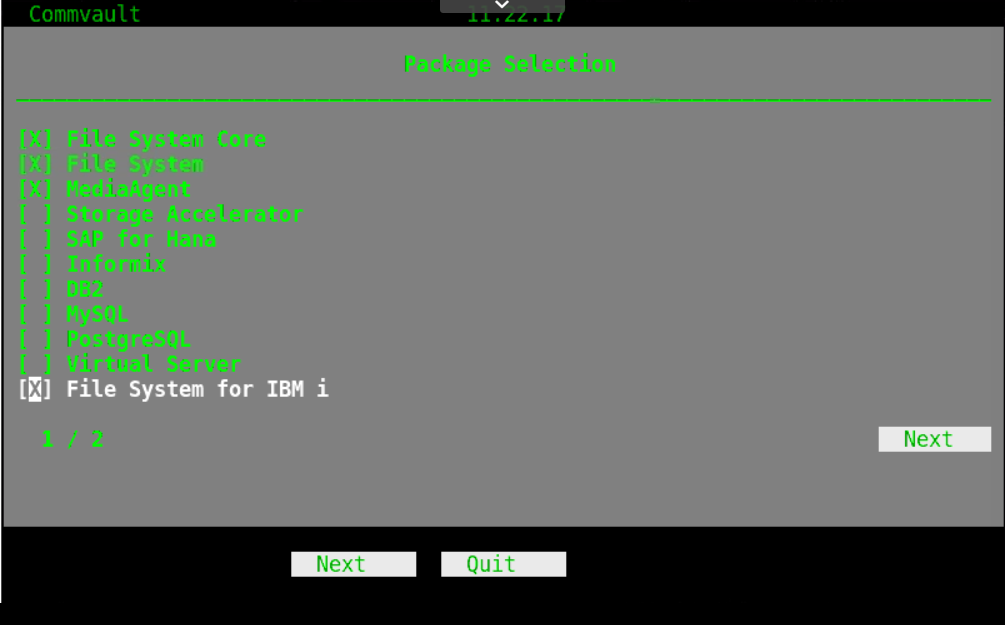 Commvault 11.22.17
Package Selection
[X] File System Core
[X] File System
[X] MediaAgent
[ ] Storage Accelerator
[ ] SAP for Hana
[ ] Informix
[ ] DB2
[ ] MySQL
[ ] PostgreSQL
[ ] Virtual Server
[X] File System for IBM i
1 / 2 Next
Next Quit